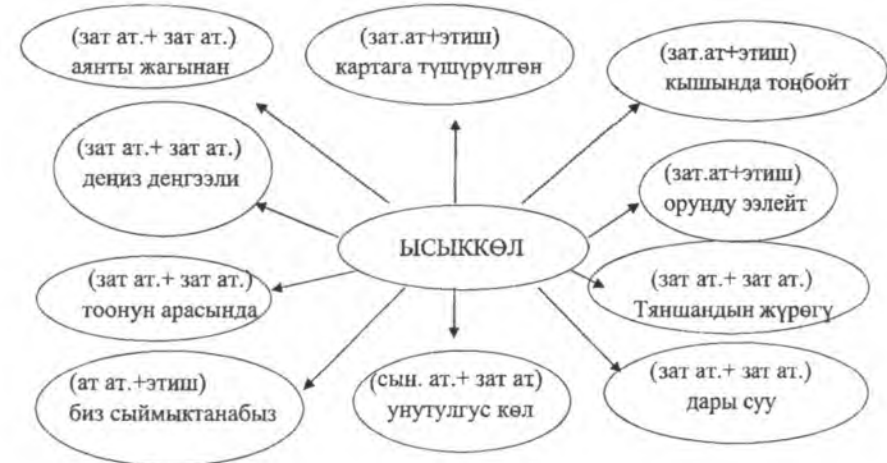 (зат ат.+ зат ат.)
аянты жагынан
(зат.ат+этиш)
картага түшүрүлгөн
(зат.ат+этиш)
кышында тоңбойт
(зат ат.+ зат ат.)
деңиз деңгээли
(зат.ат+этиш)
орунду ээлейт
ЫСЫККӨЛ
(зат ат.+ зат ат.)
тоонун арасында
(зат ат.+ зат ат.)
Тяншандын жүрөгү
(ат ат.+этиш)
биз сыймыктанабыз
(сын. ат.+ зат ат)
унутулгус көл
(зат ат.+ зат ат.)
дары суу